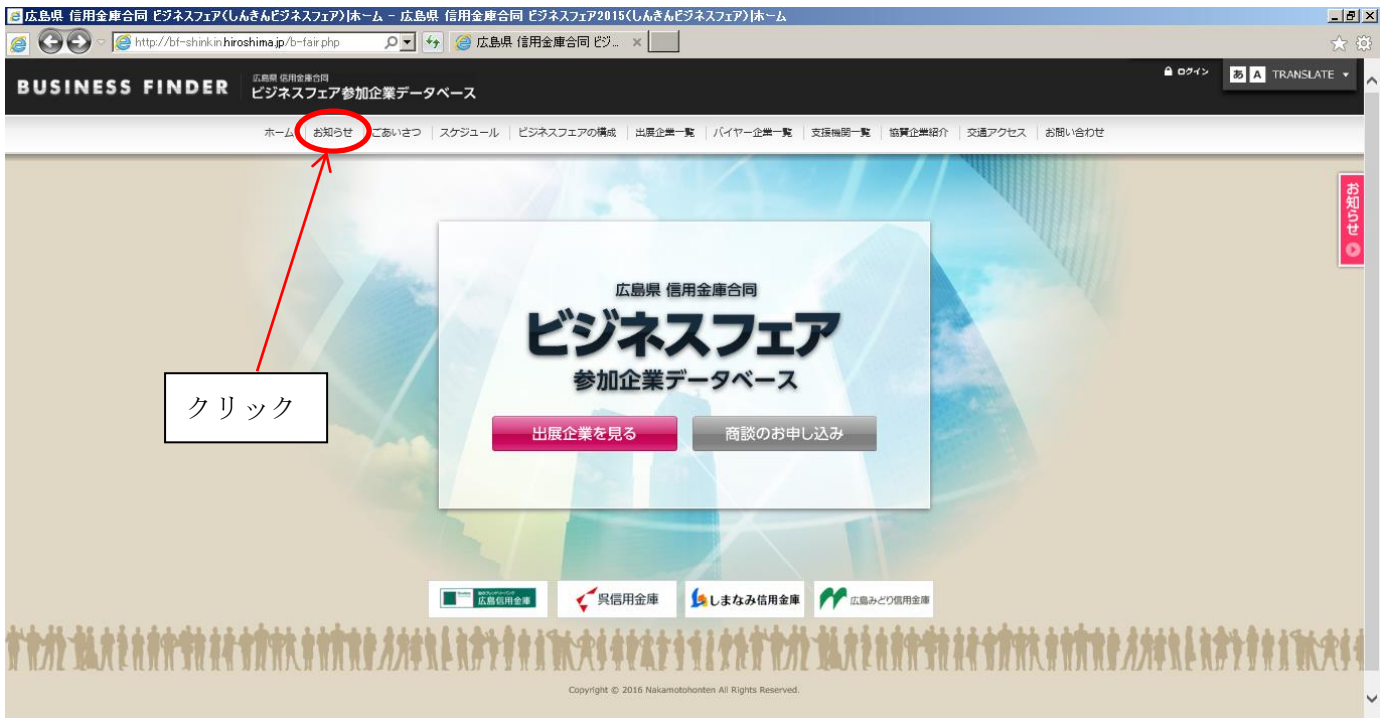 広島県 信用金庫合同 ビジネスフェア(しんきんビジネスフェア)|ホーム - 広島県 信用金庫合同 ビジネスフェア2015(しんきんビジネスフェア)|ホーム
http://bf-shinkin.hiroshima.jp/b-fair.php
広島県 信用金庫合同 ビジ...
BUSINESS FINDER
広島県 信用金庫合同
ビジネスフェア参加企業データベース
ログイン
あ A TRANSLATE
ホーム お知らせ ごあいさつ スケジュール ビジネスフェアの構成 出展企業一覧 バイヤー企業一覧 支援機関一覧 協賛企業紹介 交通アクセス お問い合わせ
お知らせ
広島県 信用金庫合同
ビジネスフェア
参加企業データベース
クリック
出展企業を見る 商談のお申し込み
広島信用金庫 呉信用金庫 しまなみ信用金庫 広島みどり信用金庫
Copyright © 2016 Nakamotohonten All Rights Reserved.